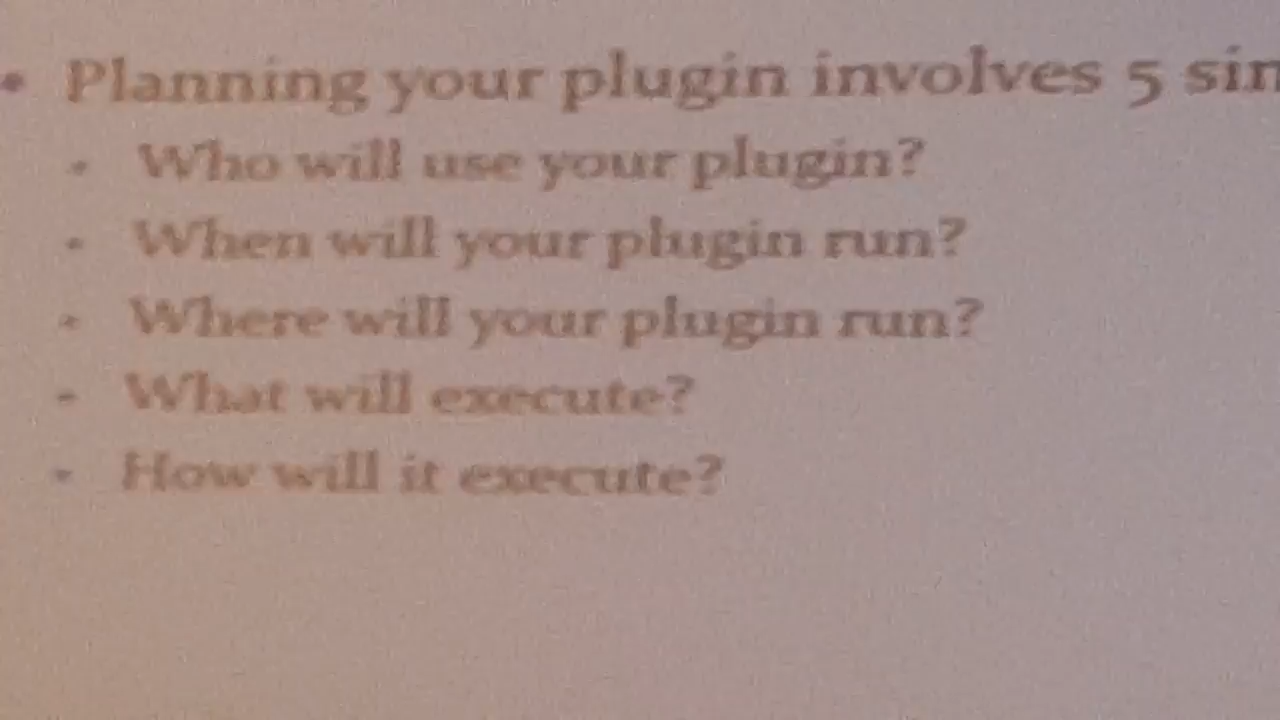 • Planning your plugin involves 5 sim
• Who will use your plugin?
• When will your plugin run?
• Where will your plugin run?
• What will execute?
• How will it execute?